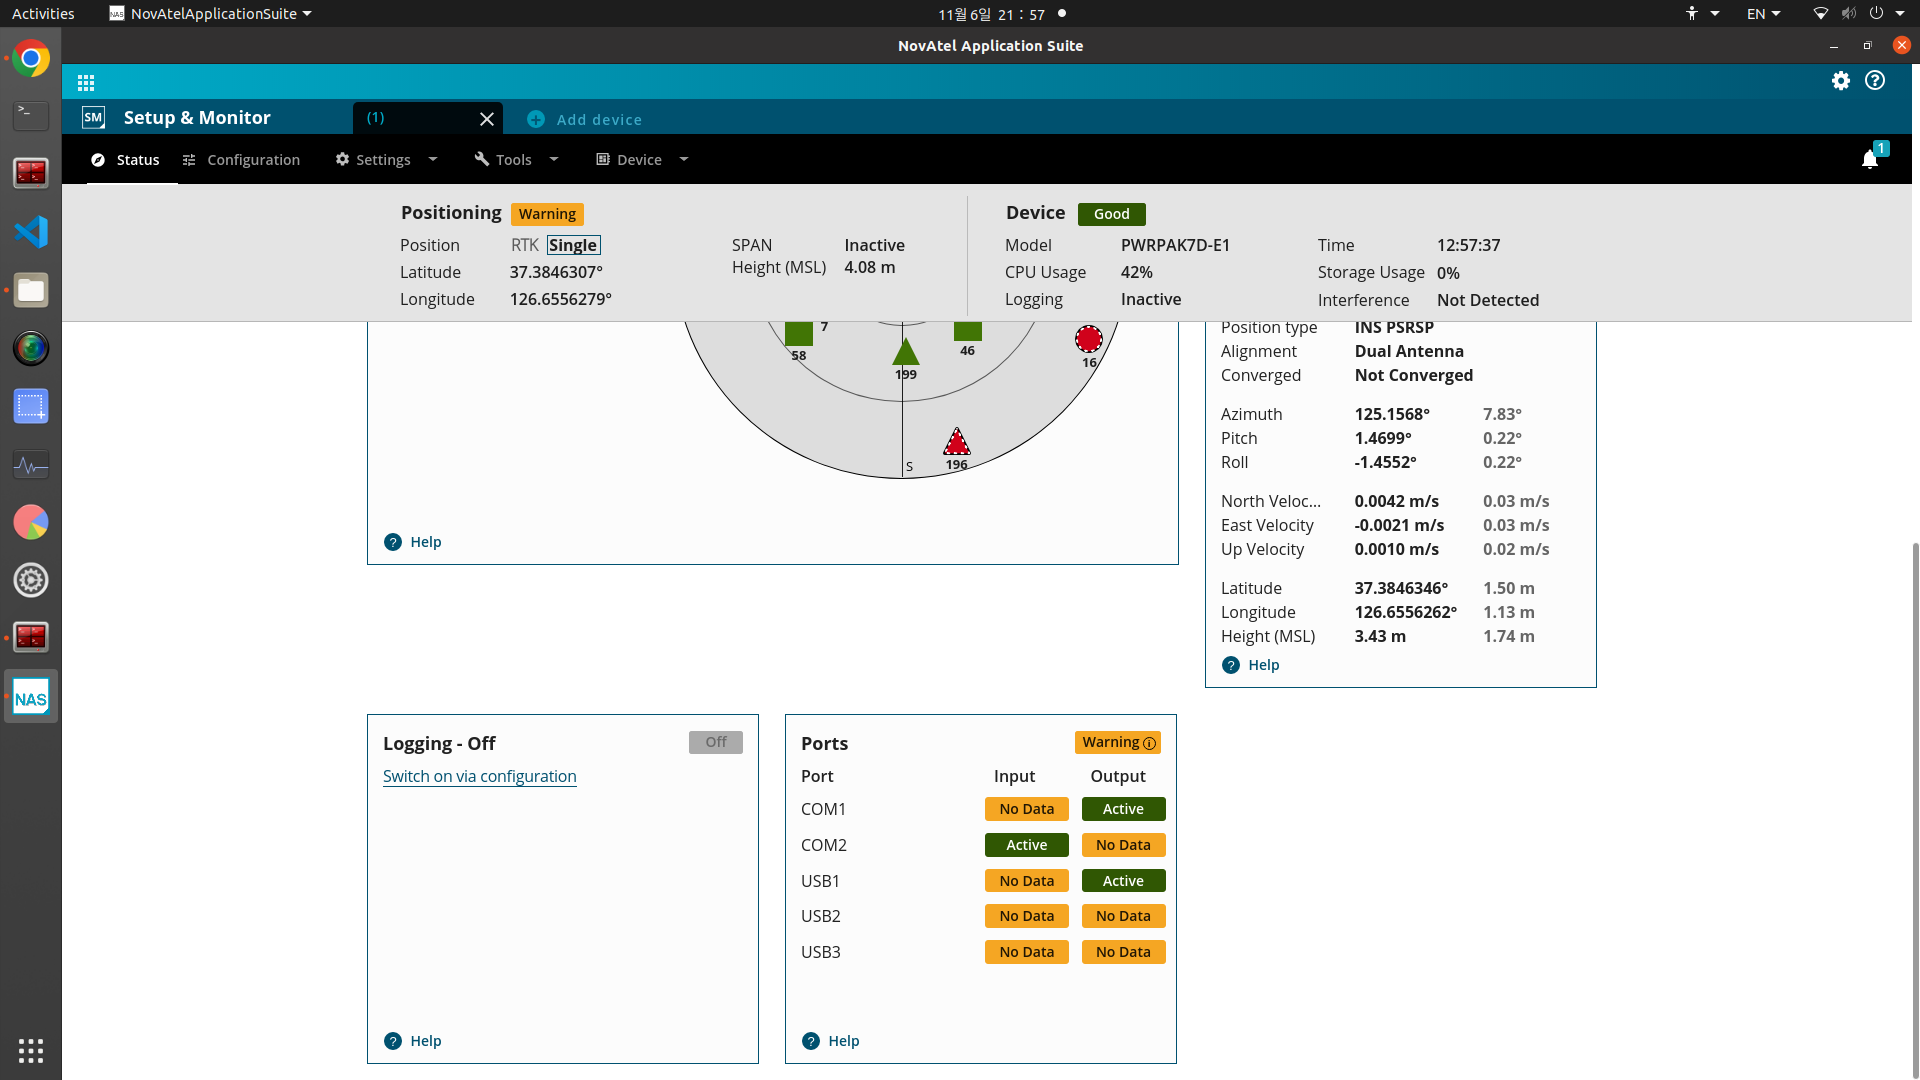 Activities
NAS NovAtelApplicationSuite
11월 6일 21 : 57
EN
NovAtel Application Suite
SM Setup & Monitor
(1)
Add device
Status
Configuration
Settings
Tools
Device
1
Positioning Warning
Position RTK Single
Latitude 37.3846307°
Longitude 126.6556279°
SPAN Inactive
Height (MSL) 4.08 m
Device Good
Model PWRPAK7D-E1
CPU Usage 42%
Logging Inactive
Time 12:57:37
Storage Usage 0%
Interference Not Detected
7
58
46
199
16
196
S
? Help
Position type INS PSRSP
Alignment Dual Antenna
Converged Not Converged
Azimuth 125.1568° 7.83°
Pitch 1.4699° 0.22°
Roll -1.4552° 0.22°
North Veloc... 0.0042 m/s 0.03 m/s
East Velocity -0.0021 m/s 0.03 m/s
Up Velocity 0.0010 m/s 0.02 m/s
Latitude 37.3846346° 1.50 m
Longitude 126.6556262° 1.13 m
Height (MSL) 3.43 m 1.74 m
? Help
NAS
Logging - Off Off
Switch on via configuration
? Help
Ports Warning
Port Input Output
COM1 No Data Active
COM2 Active No Data
USB1 No Data Active
USB2 No Data No Data
USB3 No Data No Data
? Help